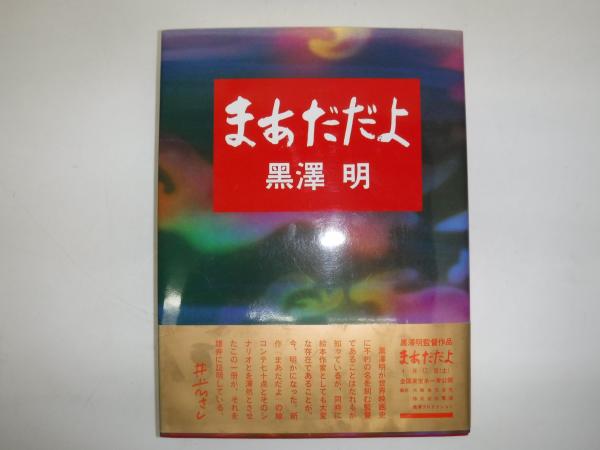 まあだだよ
黑澤 明
黒澤明監督作品
まあだだよ
全国東宝系一斉公開
黒澤明が世界映画史
に不朽の名を刻む監督
であることはだれもが
知っているが、同時に
絵本作家としても大変
な存在であることが、
今、明かになった。新
作『まあだだよ』の絵
コンテ七十点とそのシ
ナリオとを渾然とさせ
たこの一冊が、それを
雄弁に証明している。
井上ひさし